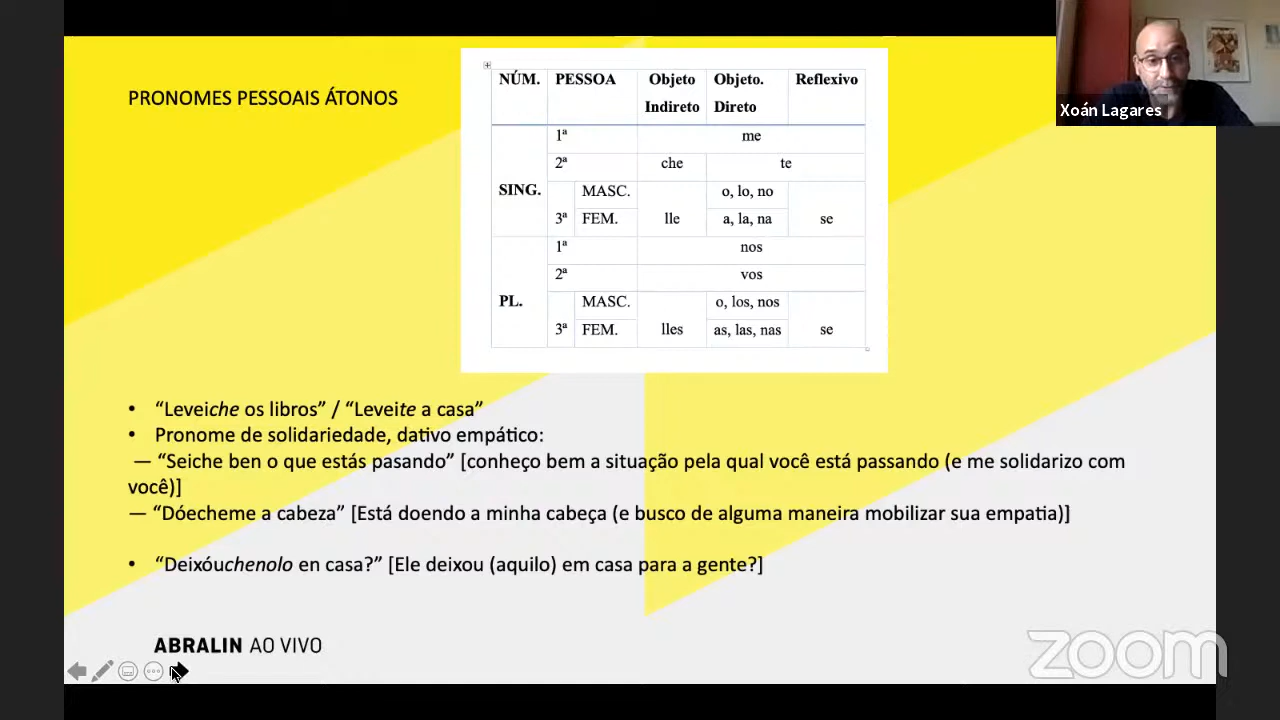 PRONOMES PESSOAIS ÁTONOS
NÚM. PESSOA Objeto Indireto Objeto. Direto Reflexivo
SING. 1ª me
2ª che te
3ª MASC. lle o, lo, no se
FEM. a, la, na
PL. 1ª nos
2ª vos
3ª MASC. lles o, los, nos se
FEM. as, las, nas
Xoán Lagares
• “Leveiche os libros” / “Leveite a casa”
• Pronome de solidariedade, dativo empático:
— “Seiche ben o que estás pasando” [conheço bem a situação pela qual você está passando (e me solidarizo com
você)]
— “Dóecheme a cabeza” [Está doendo a minha cabeça (e busco de alguma maneira mobilizar sua empatia)]
• “Deixóuchenolo en casa?” [Ele deixou (aquilo) em casa para a gente?]
ABRALIN AO VIVO
zoom